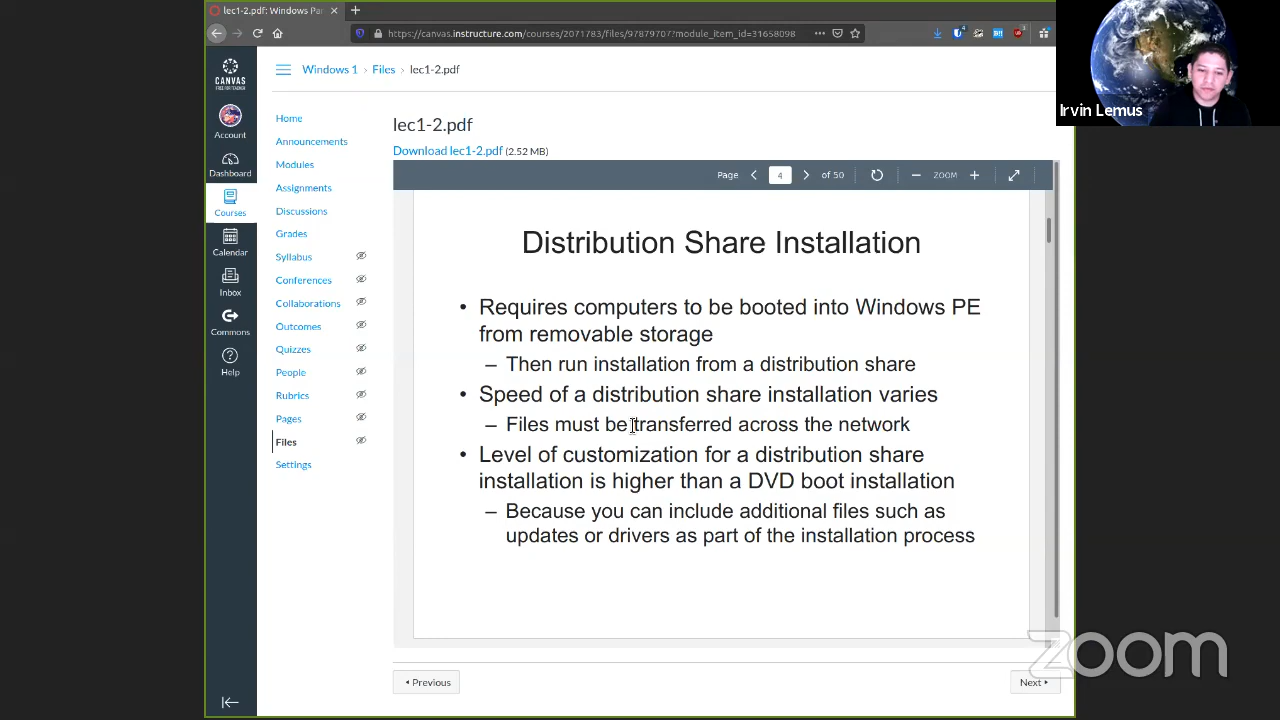 lec1-2.pdf: Windows Par
https://canvas.instructure.com/courses/2071783/files/97879707?module_item_id=31658098
Irvin Lemus
CANVAS
FREE FOR TEACHER
Account
Dashboard
Courses
Calendar
Inbox
Commons
Help
Windows 1 > Files > lec1-2.pdf
Home
Announcements
Modules
Assignments
Discussions
Grades
Syllabus
Conferences
Collaborations
Outcomes
Quizzes
People
Rubrics
Pages
Files
Settings
lec1-2.pdf
Download lec1-2.pdf (2.52 MB)
Page 4 of 50 ZOOM
Distribution Share Installation
• Requires computers to be booted into Windows PE
from removable storage
– Then run installation from a distribution share
• Speed of a distribution share installation varies
– Files must be transferred across the network
• Level of customization for a distribution share
installation is higher than a DVD boot installation
– Because you can include additional files such as
updates or drivers as part of the installation process
Previous
Next
zoom